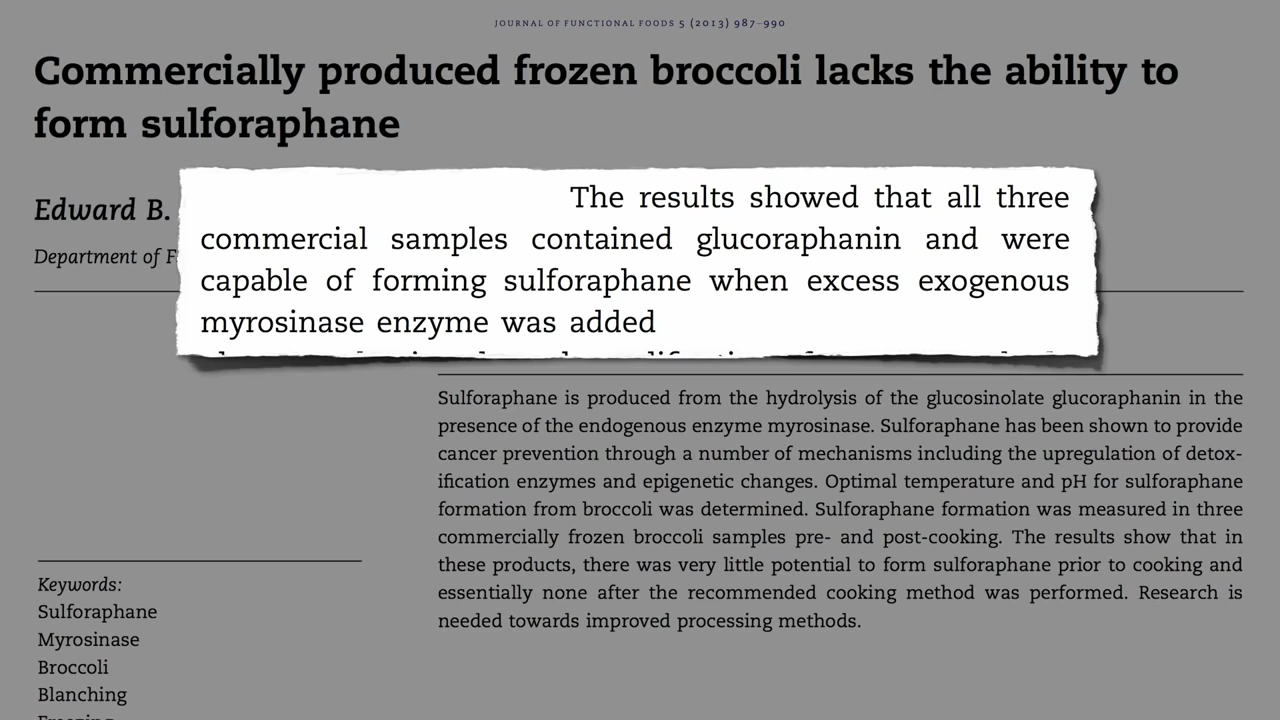 JOURNAL OF FUNCTIONAL FOODS 5 (2013) 987–990
Commercially produced frozen broccoli lacks the ability to
form sulforaphane
Edward B.
Department of F
The results showed that all three
commercial samples contained glucoraphanin and were
capable of forming sulforaphane when excess exogenous
myrosinase enzyme was added
Sulforaphane is produced from the hydrolysis of the glucosinolate glucoraphanin in the
presence of the endogenous enzyme myrosinase. Sulforaphane has been shown to provide
cancer prevention through a number of mechanisms including the upregulation of detox-
ification enzymes and epigenetic changes. Optimal temperature and pH for sulforaphane
formation from broccoli was determined. Sulforaphane formation was measured in three
commercially frozen broccoli samples pre- and post-cooking. The results show that in
these products, there was very little potential to form sulforaphane prior to cooking and
essentially none after the recommended cooking method was performed. Research is
needed towards improved processing methods.
Keywords:
Sulforaphane
Myrosinase
Broccoli
Blanching